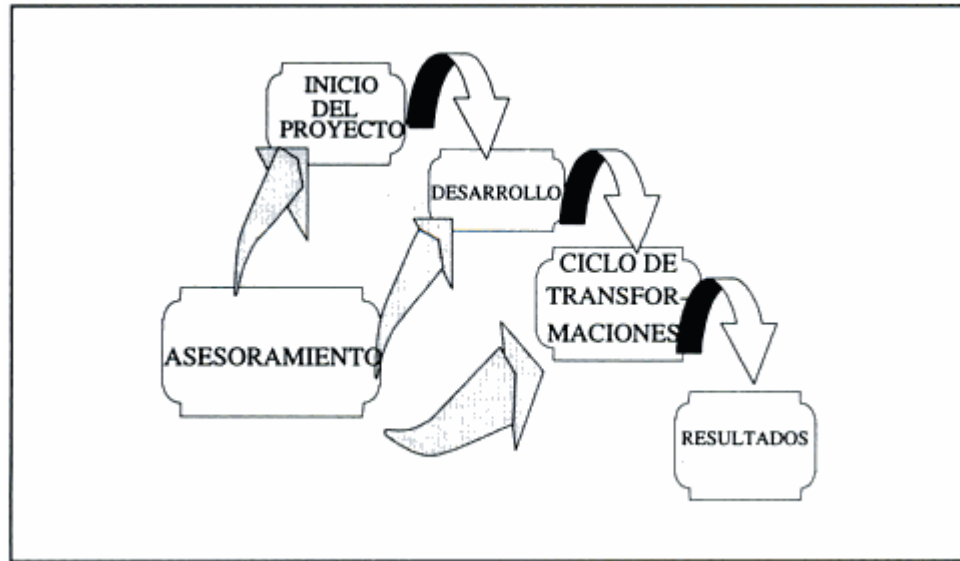 INICIO
DEL
PROYECTO
DESARROLLO
CICLO DE
TRANSFOR-
MACIONES
ASESORAMIENTO
RESULTADOS